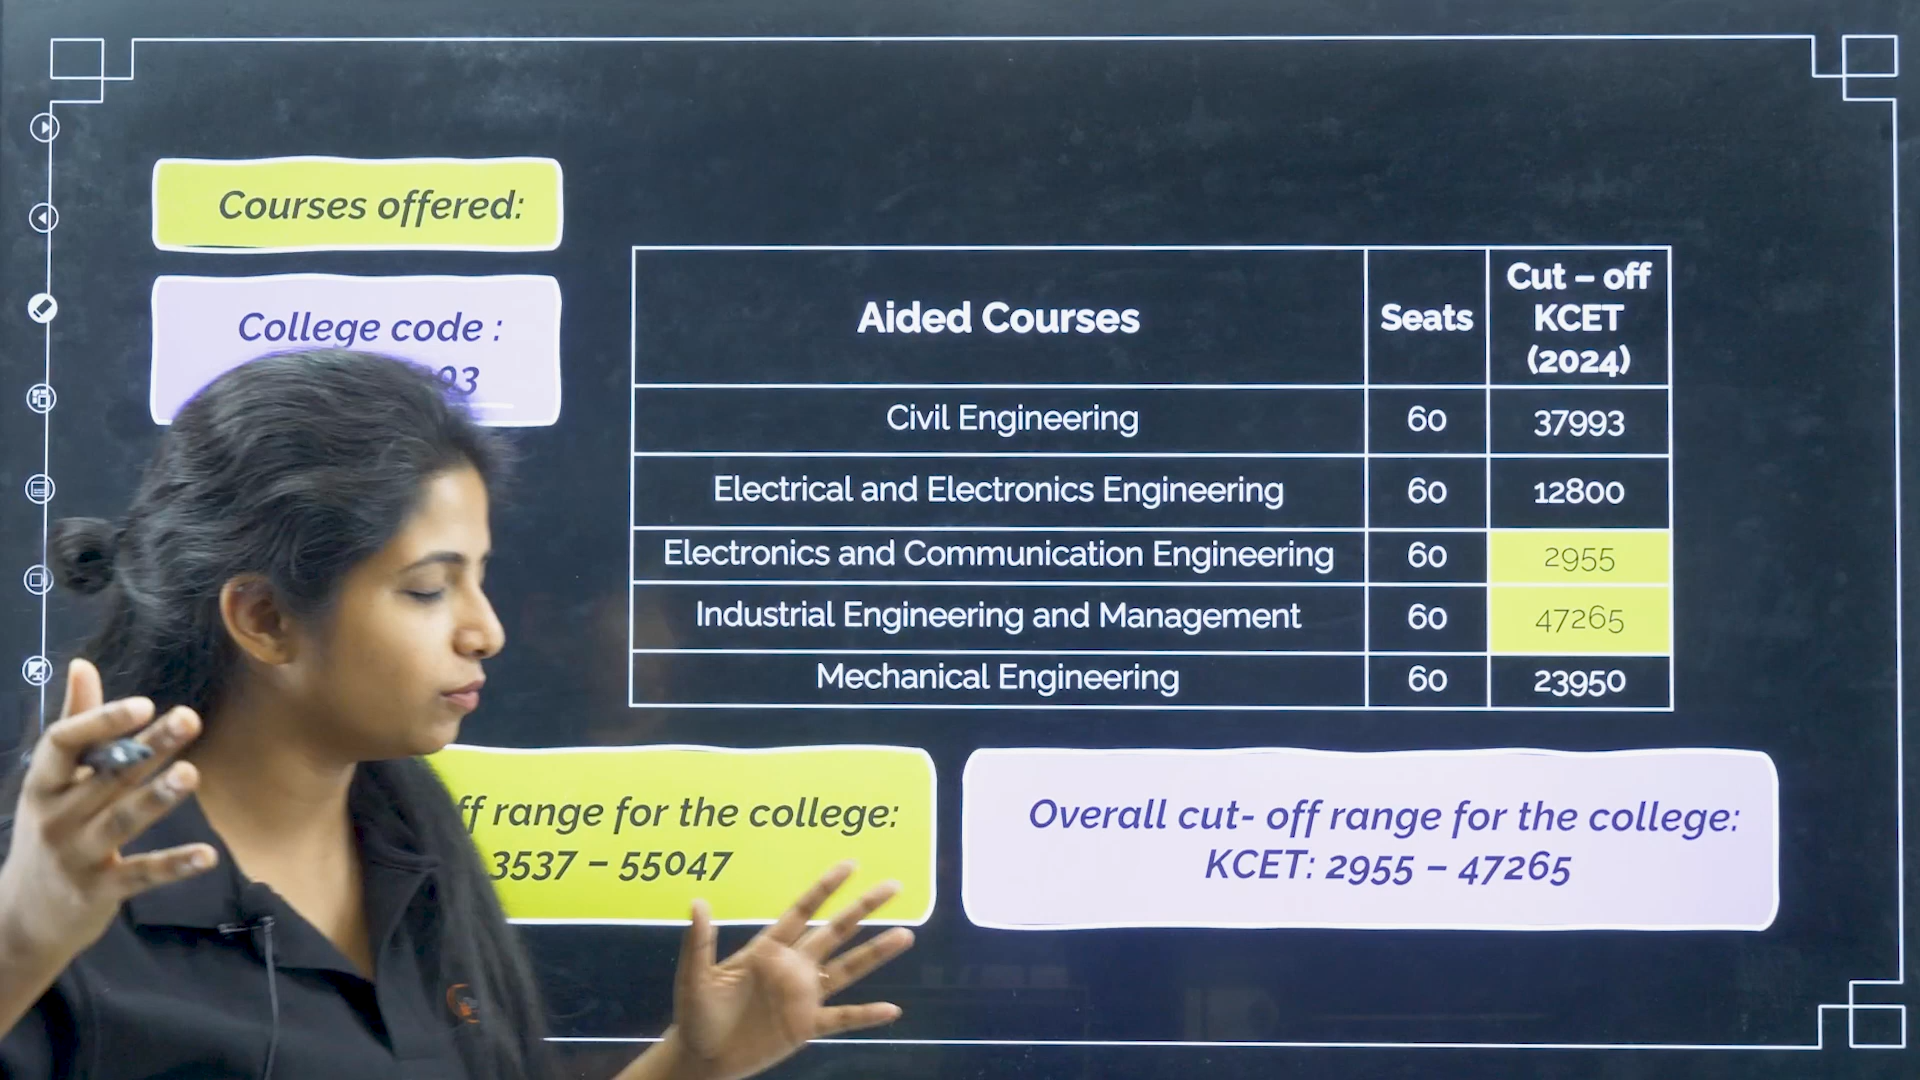 Courses offered:
College code :
Aided Courses
Seats
Cut – off
KCET
(2024)
Civil Engineering
60
37993
Electrical and Electronics Engineering
60
12800
Electronics and Communication Engineering
60
2955
Industrial Engineering and Management
60
47265
Mechanical Engineering
60
23950
range for the college:
3537 – 55047
Overall cut- off range for the college:
KCET: 2955 – 47265